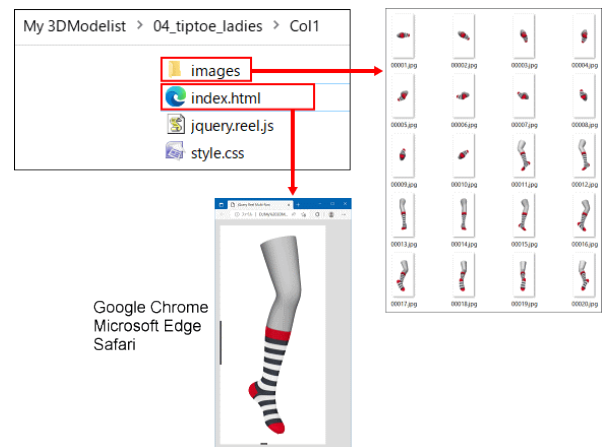 My 3DModelist > 04_tiptoe_ladies > Col1
images
index.html
jquery.reel.js
style.css
00001.jpg 00002.jpg 00003.jpg 00004.jpg
00005.jpg 00006.jpg 00007.jpg 00008.jpg
00009.jpg 00010.jpg 00011.jpg 00012.jpg
00013.jpg 00014.jpg 00015.jpg 00016.jpg
00017.jpg 00018.jpg 00019.jpg 00020.jpg
Google Chrome
Microsoft Edge
Safari